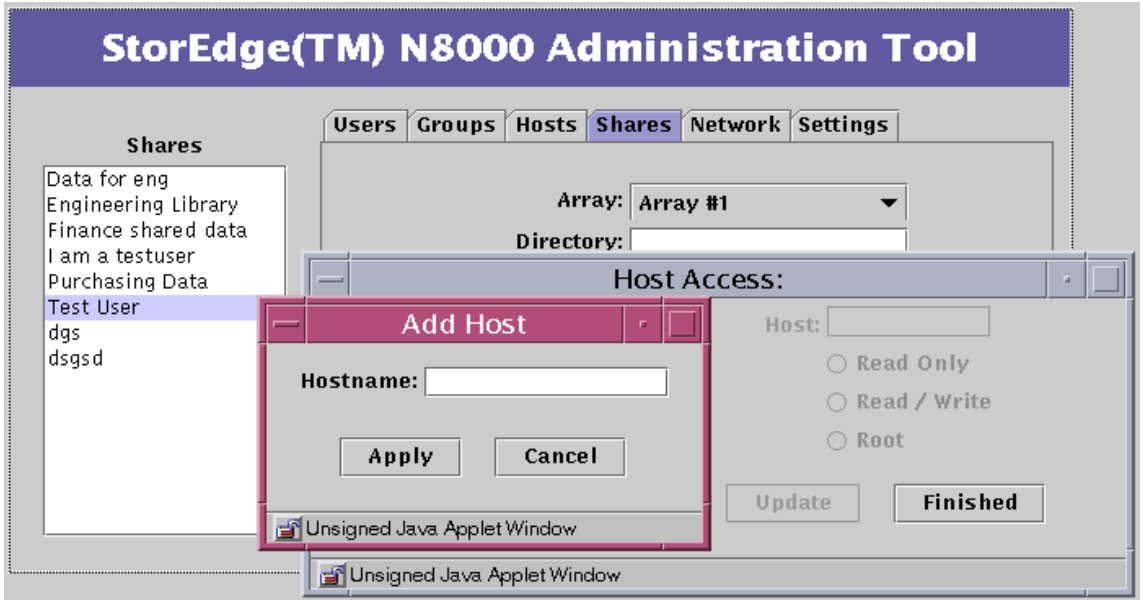 StorEdge(TM) N8000 Administration Tool
Shares
Data for eng
Engineering Library
Finance shared data
I am a testuser
Purchasing Data
Test User
dgs
dsgsd
Users Groups Hosts Shares Network Settings
Array: Array #1
Directory:
Host Access:
Host:
Read Only
Read / Write
Root
Update Finished
Unsigned Java Applet Window
Add Host
Hostname:
Apply Cancel
Unsigned Java Applet Window